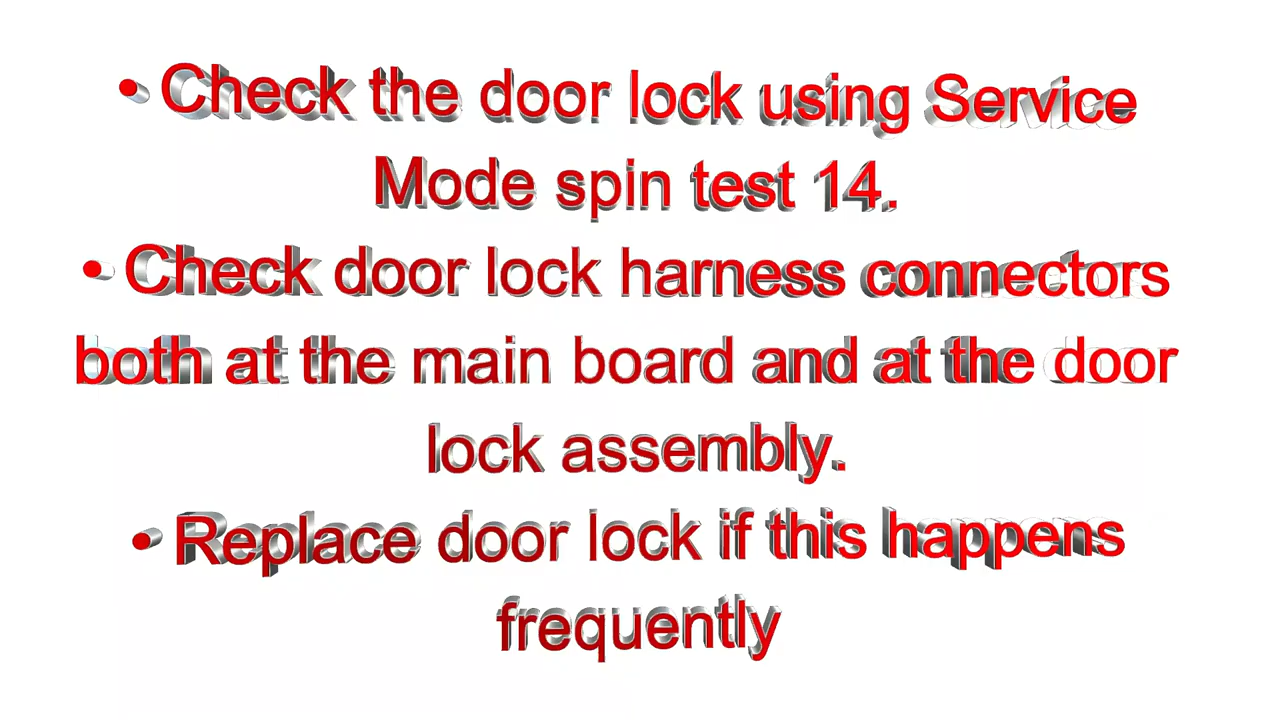 • Check the door lock using Service
Mode spin test 14.
• Check door lock harness connectors
both at the main board and at the door
lock assembly.
• Replace door lock if this happens
frequently